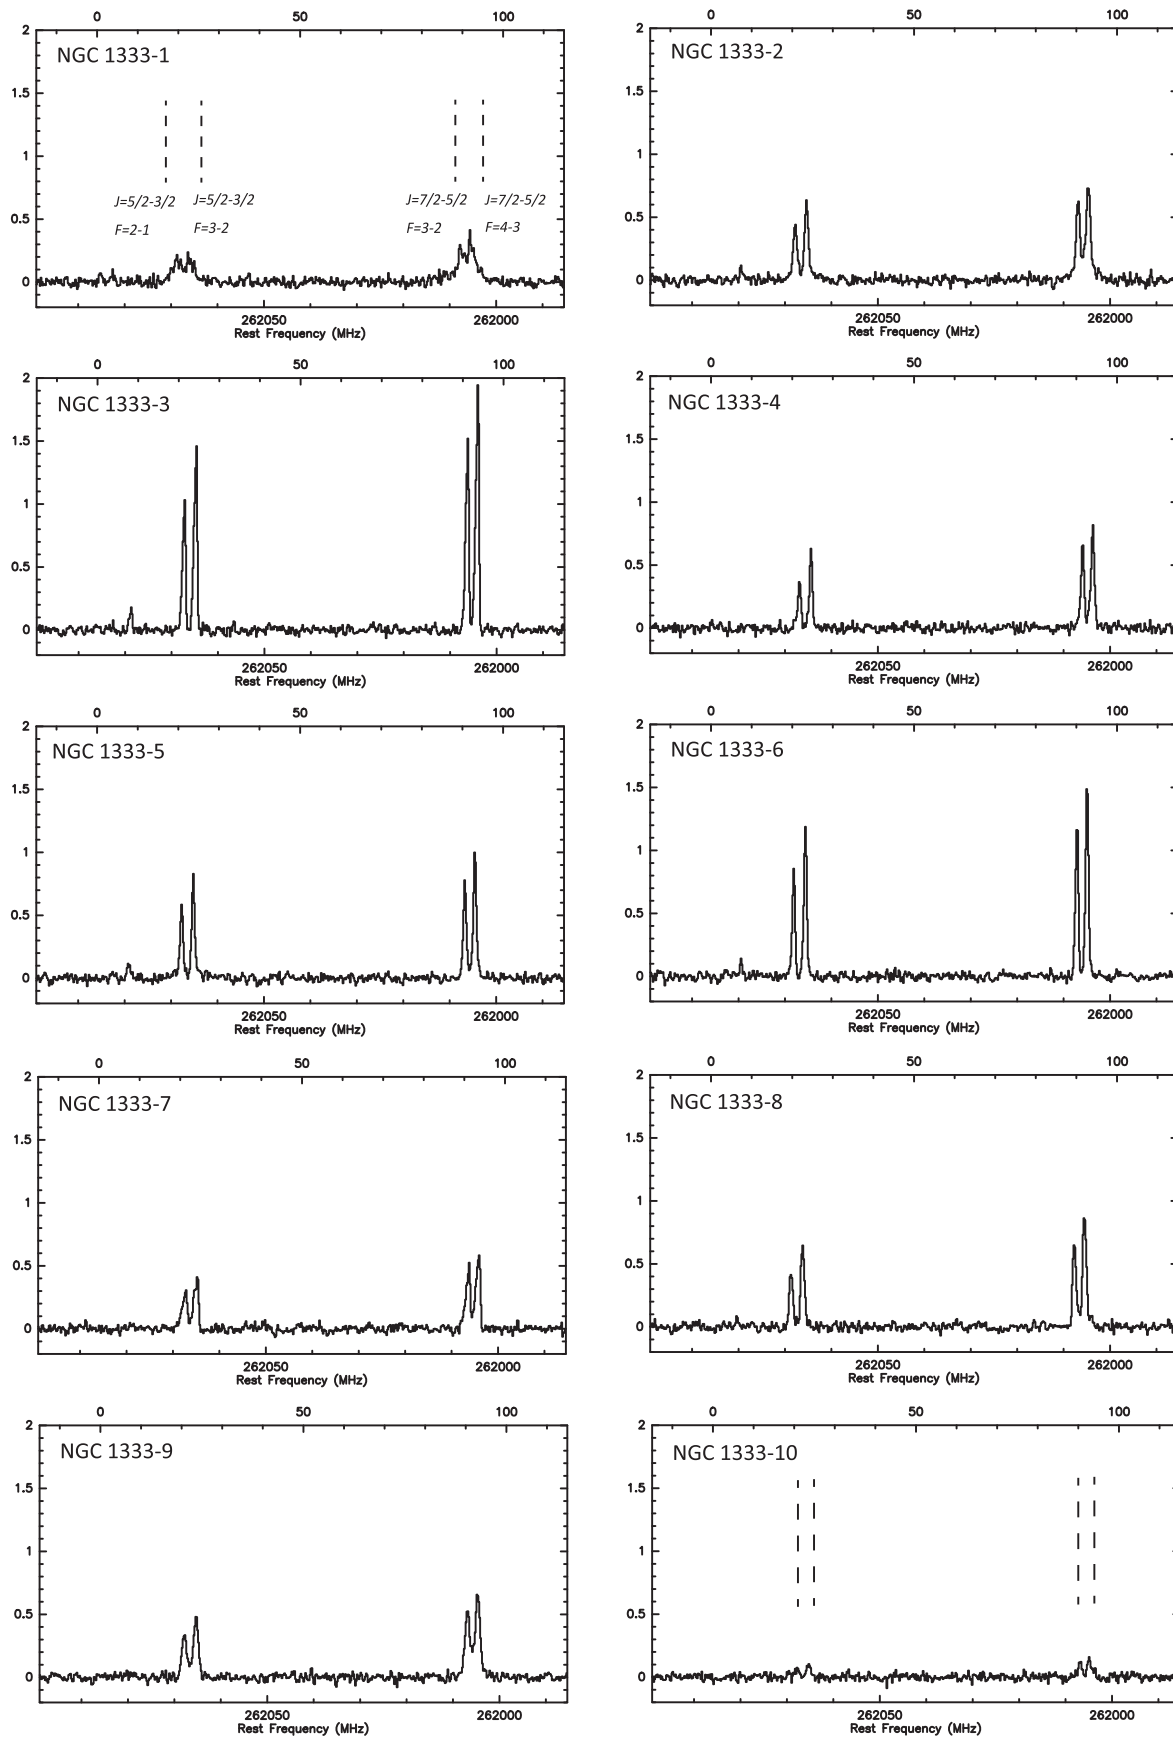 0 50 100
0 50 100
2
1.5
1
0.5
0
NGC 1333-1
J=5/2-3/2 J=5/2-3/2 J=7/2-5/2 J=7/2-5/2
F=2-1 F=3-2 F=3-2 F=4-3
262050 262000
Rest Frequency (MHz)
2
1.5
1
0.5
0
NGC 1333-2
262050 262000
Rest Frequency (MHz)
0 50 100
2
1.5
1
0.5
0
NGC 1333-3
262050 262000
Rest Frequency (MHz)
0 50 100
2
1.5
1
0.5
0
NGC 1333-4
262050 262000
Rest Frequency (MHz)
0 50 100
2
1.5
1
0.5
0
NGC 1333-5
262050 262000
Rest Frequency (MHz)
0 50 100
2
1.5
1
0.5
0
NGC 1333-6
262050 262000
Rest Frequency (MHz)
0 50 100
2
1.5
1
0.5
0
NGC 1333-7
262050 262000
Rest Frequency (MHz)
0 50 100
2
1.5
1
0.5
0
NGC 1333-8
262050 262000
Rest Frequency (MHz)
0 50 100
2
1.5
1
0.5
0
NGC 1333-9
262050 262000
Rest Frequency (MHz)
0 50 100
2
1.5
1
0.5
0
NGC 1333-10
262050 262000
Rest Frequency (MHz)